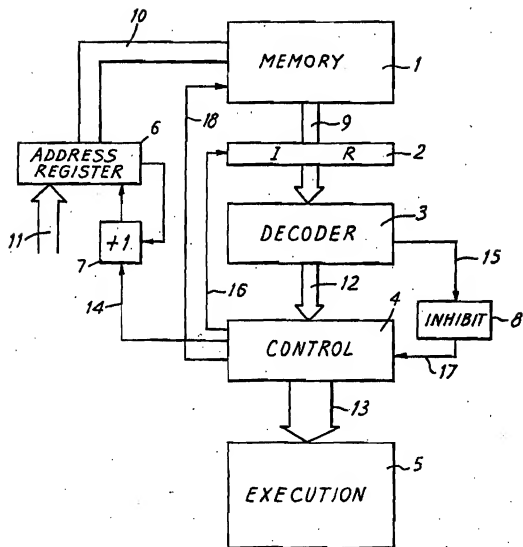 10
MEMORY
1
6
18
9
ADDRESS
REGISTER
I R
2
11
+1
7
DECODER
3
15
14
16
12
4
INHIBIT
8
CONTROL
17
13
5
EXECUTION